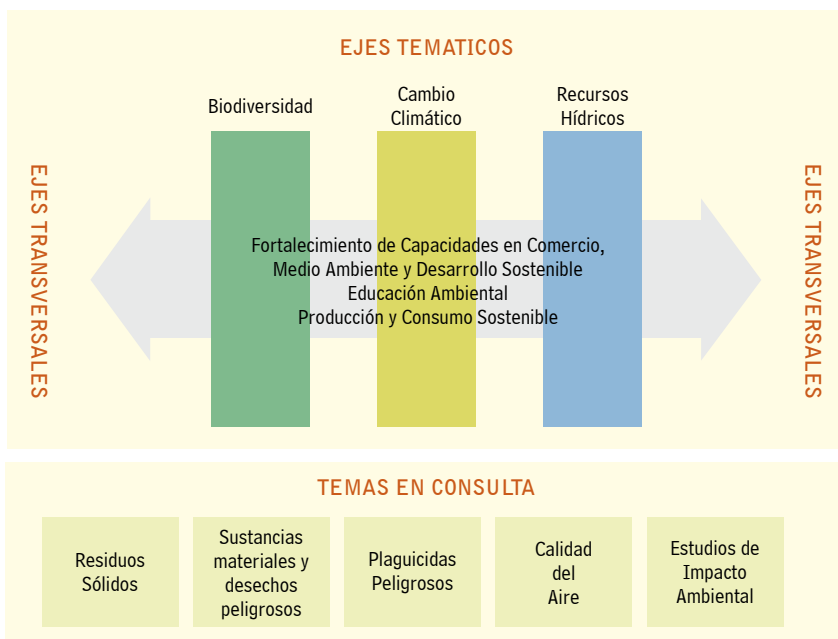 EJES TEMATICOS
Biodiversidad
Cambio
Climático
Recursos
Hídricos
EJES TRANSVERSALES
Fortalecimiento de Capacidades en Comercio,
Medio Ambiente y Desarrollo Sostenible
Educación Ambiental
Producción y Consumo Sostenible
EJES TRANSVERSALES
TEMAS EN CONSULTA
Residuos
Sólidos
Sustancias
materiales y
desechos
peligrosos
Plaguicidas
Peligrosos
Calidad
del
Aire
Estudios de
Impacto
Ambiental